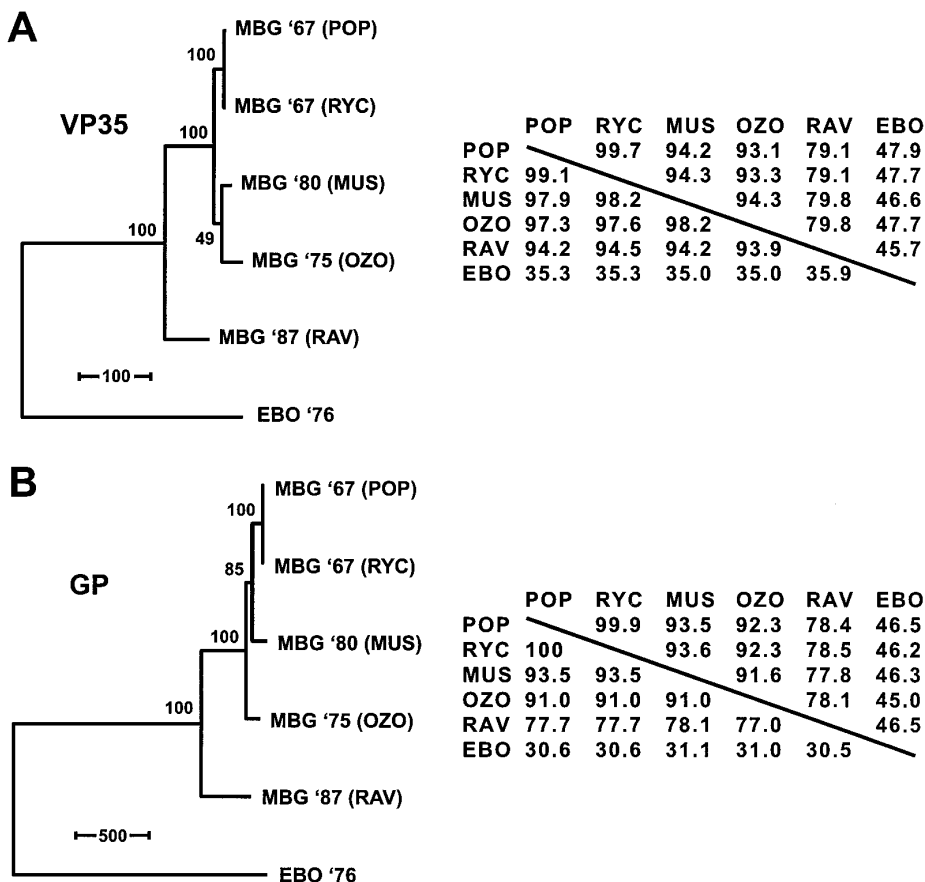 A
VP35
MBG ‘67 (POP)
100
MBG ‘67 (RYC)
100
MBG ‘80 (MUS)
100
49
MBG ‘75 (OZO)
MBG ‘87 (RAV)
100
EBO ‘76
POP RYC MUS OZO RAV EBO
POP 99.7 94.2 93.1 79.1 47.9
RYC 99.1 94.3 93.3 79.1 47.7
MUS 97.9 98.2 94.3 79.8 46.6
OZO 97.3 97.6 98.2 79.8 47.7
RAV 94.2 94.5 94.2 93.9 45.7
EBO 35.3 35.3 35.0 35.0 35.9
B
GP
MBG ‘67 (POP)
100
MBG ‘67 (RYC)
85
MBG ‘80 (MUS)
100
MBG ‘75 (OZO)
100
MBG ‘87 (RAV)
500
EBO ‘76
POP RYC MUS OZO RAV EBO
POP 99.9 93.5 92.3 78.4 46.5
RYC 100 93.6 92.3 78.5 46.2
MUS 93.5 93.5 91.6 77.8 46.3
OZO 91.0 91.0 91.0 78.1 45.0
RAV 77.7 77.7 78.1 77.0 46.5
EBO 30.6 30.6 31.1 31.0 30.5